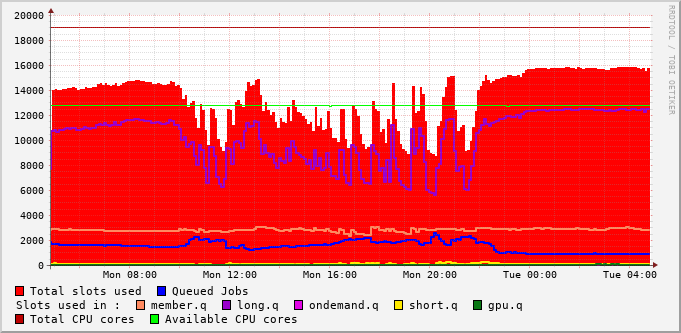 RRDTOOL / TOBI OETIKER
20000
18000
16000
14000
12000
10000
8000
6000
4000
2000
0
Mon 08:00 Mon 12:00 Mon 16:00 Mon 20:00 Tue 00:00 Tue 04:00
Total slots used Queued Jobs
Slots used in : member.q long.q ondemand.q short.q gpu.q
Total CPU cores Available CPU cores